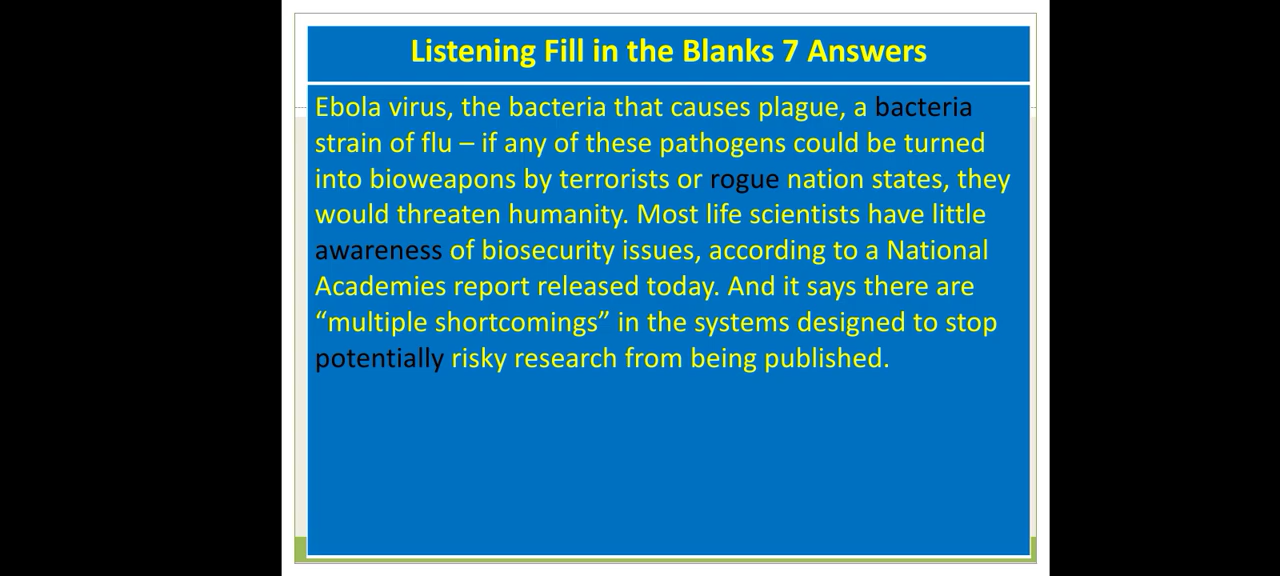 Listening Fill in the Blanks 7 Answers
Ebola virus, the bacteria that causes plague, a bacteria
strain of flu – if any of these pathogens could be turned
into bioweapons by terrorists or rogue nation states, they
would threaten humanity. Most life scientists have little
awareness of biosecurity issues, according to a National
Academies report released today. And it says there are
“multiple shortcomings” in the systems designed to stop
potentially risky research from being published.